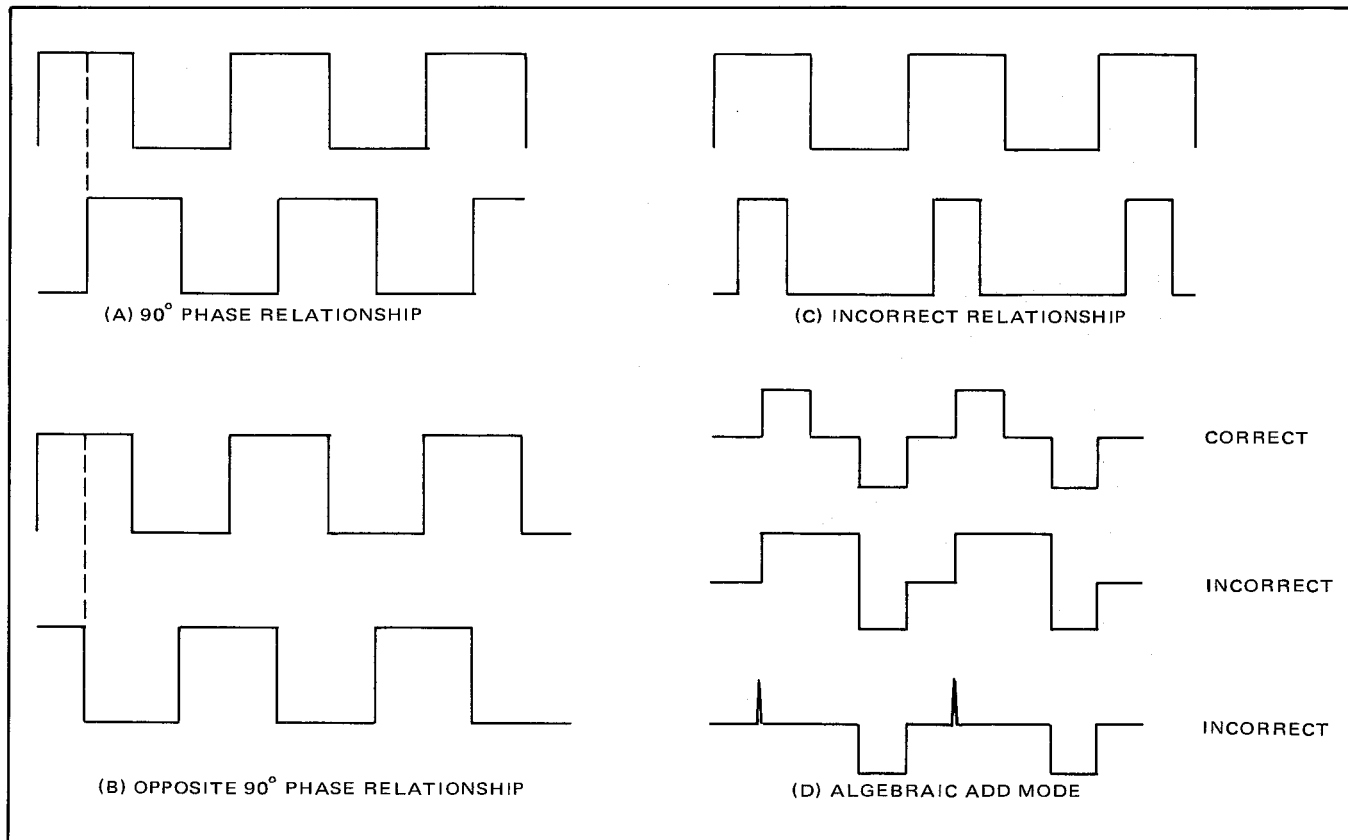 (A) 90° PHASE RELATIONSHIP
(C) INCORRECT RELATIONSHIP
CORRECT
INCORRECT
INCORRECT
(B) OPPOSITE 90° PHASE RELATIONSHIP
(D) ALGEBRAIC ADD MODE